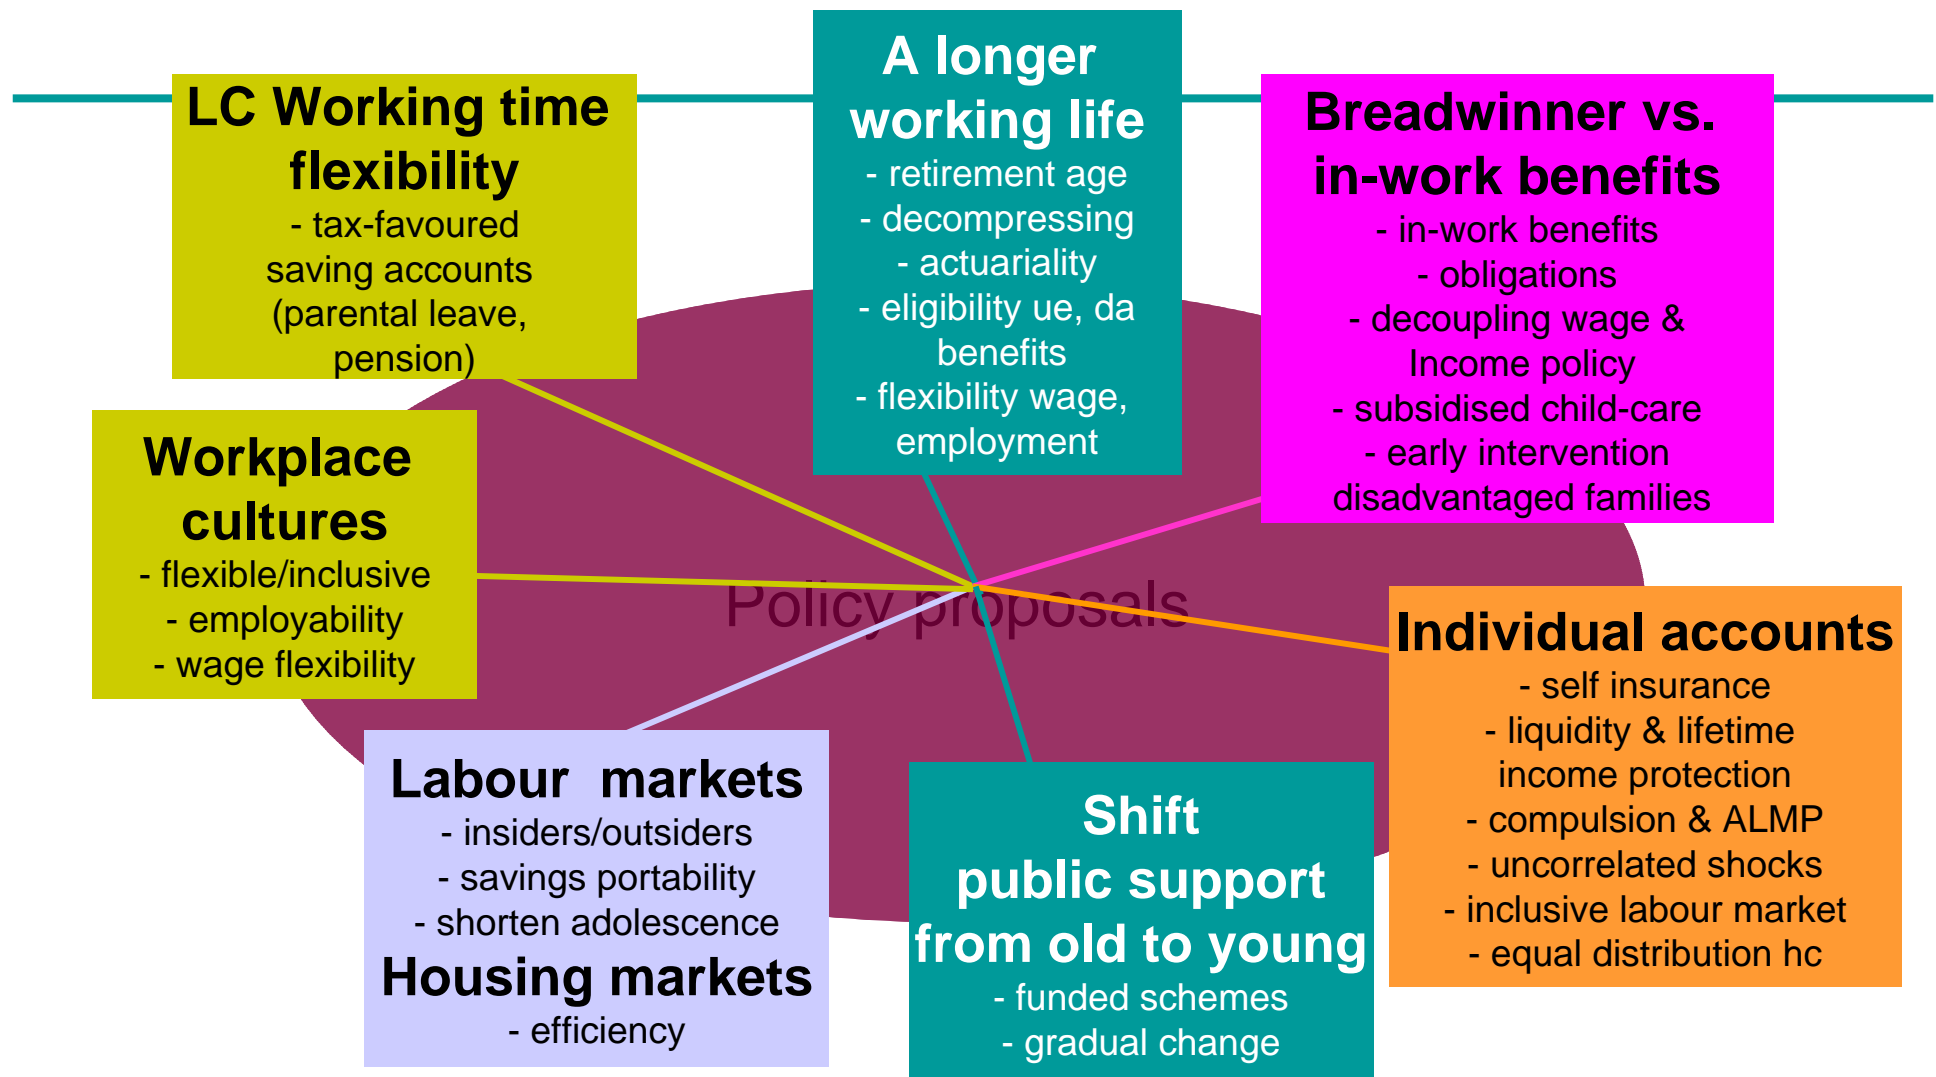 LC Working time
flexibility
- tax-favoured
saving accounts
(parental leave,
pension)
A longer
working life
- retirement age
- decompressing
- actuariality
- eligibility ue, da
benefits
- flexibility wage,
employment
Breadwinner vs.
in-work benefits
- in-work benefits
- obligations
- decoupling wage &
Income policy
- subsidised child-care
- early intervention
disadvantaged families
Workplace
cultures
- flexible/inclusive
- employability
- wage flexibility
Policy proposals
Individual accounts
- self insurance
- liquidity & lifetime
income protection
- compulsion & ALMP
- uncorrelated shocks
- inclusive labour market
- equal distribution hc
Labour markets
- insiders/outsiders
- savings portability
- shorten adolescence
Housing markets
- efficiency
Shift
public support
from old to young
- funded schemes
- gradual change